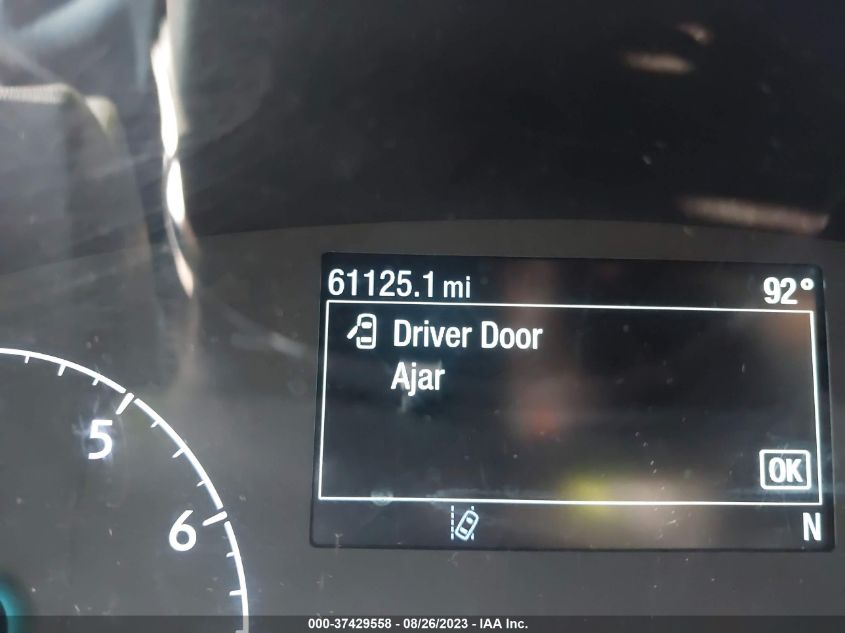 61125.1 mi 92°
Driver Door
Ajar
OK
5
6
N
000-37429558 - 08/26/2023 - IAA Inc.